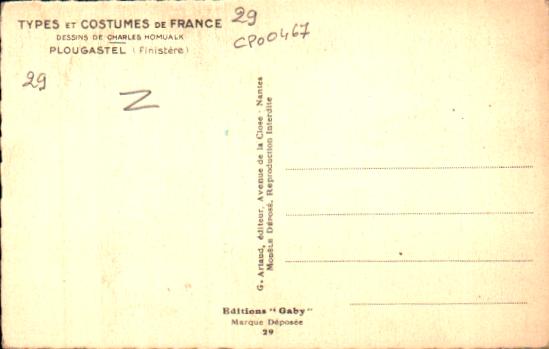 TYPES ET COSTUMES DE FRANCE
DESSINS DE CHARLES HOMUALK
PLOUGASTEL (Finistère)
29
CP00467
29
Z
G. Artaud, éditeur, Avenue de la Close - Nantes
MODÈLE DÉPOSÉ. Reproduction Interdite
Editions "Gaby"
Marque Déposée
29